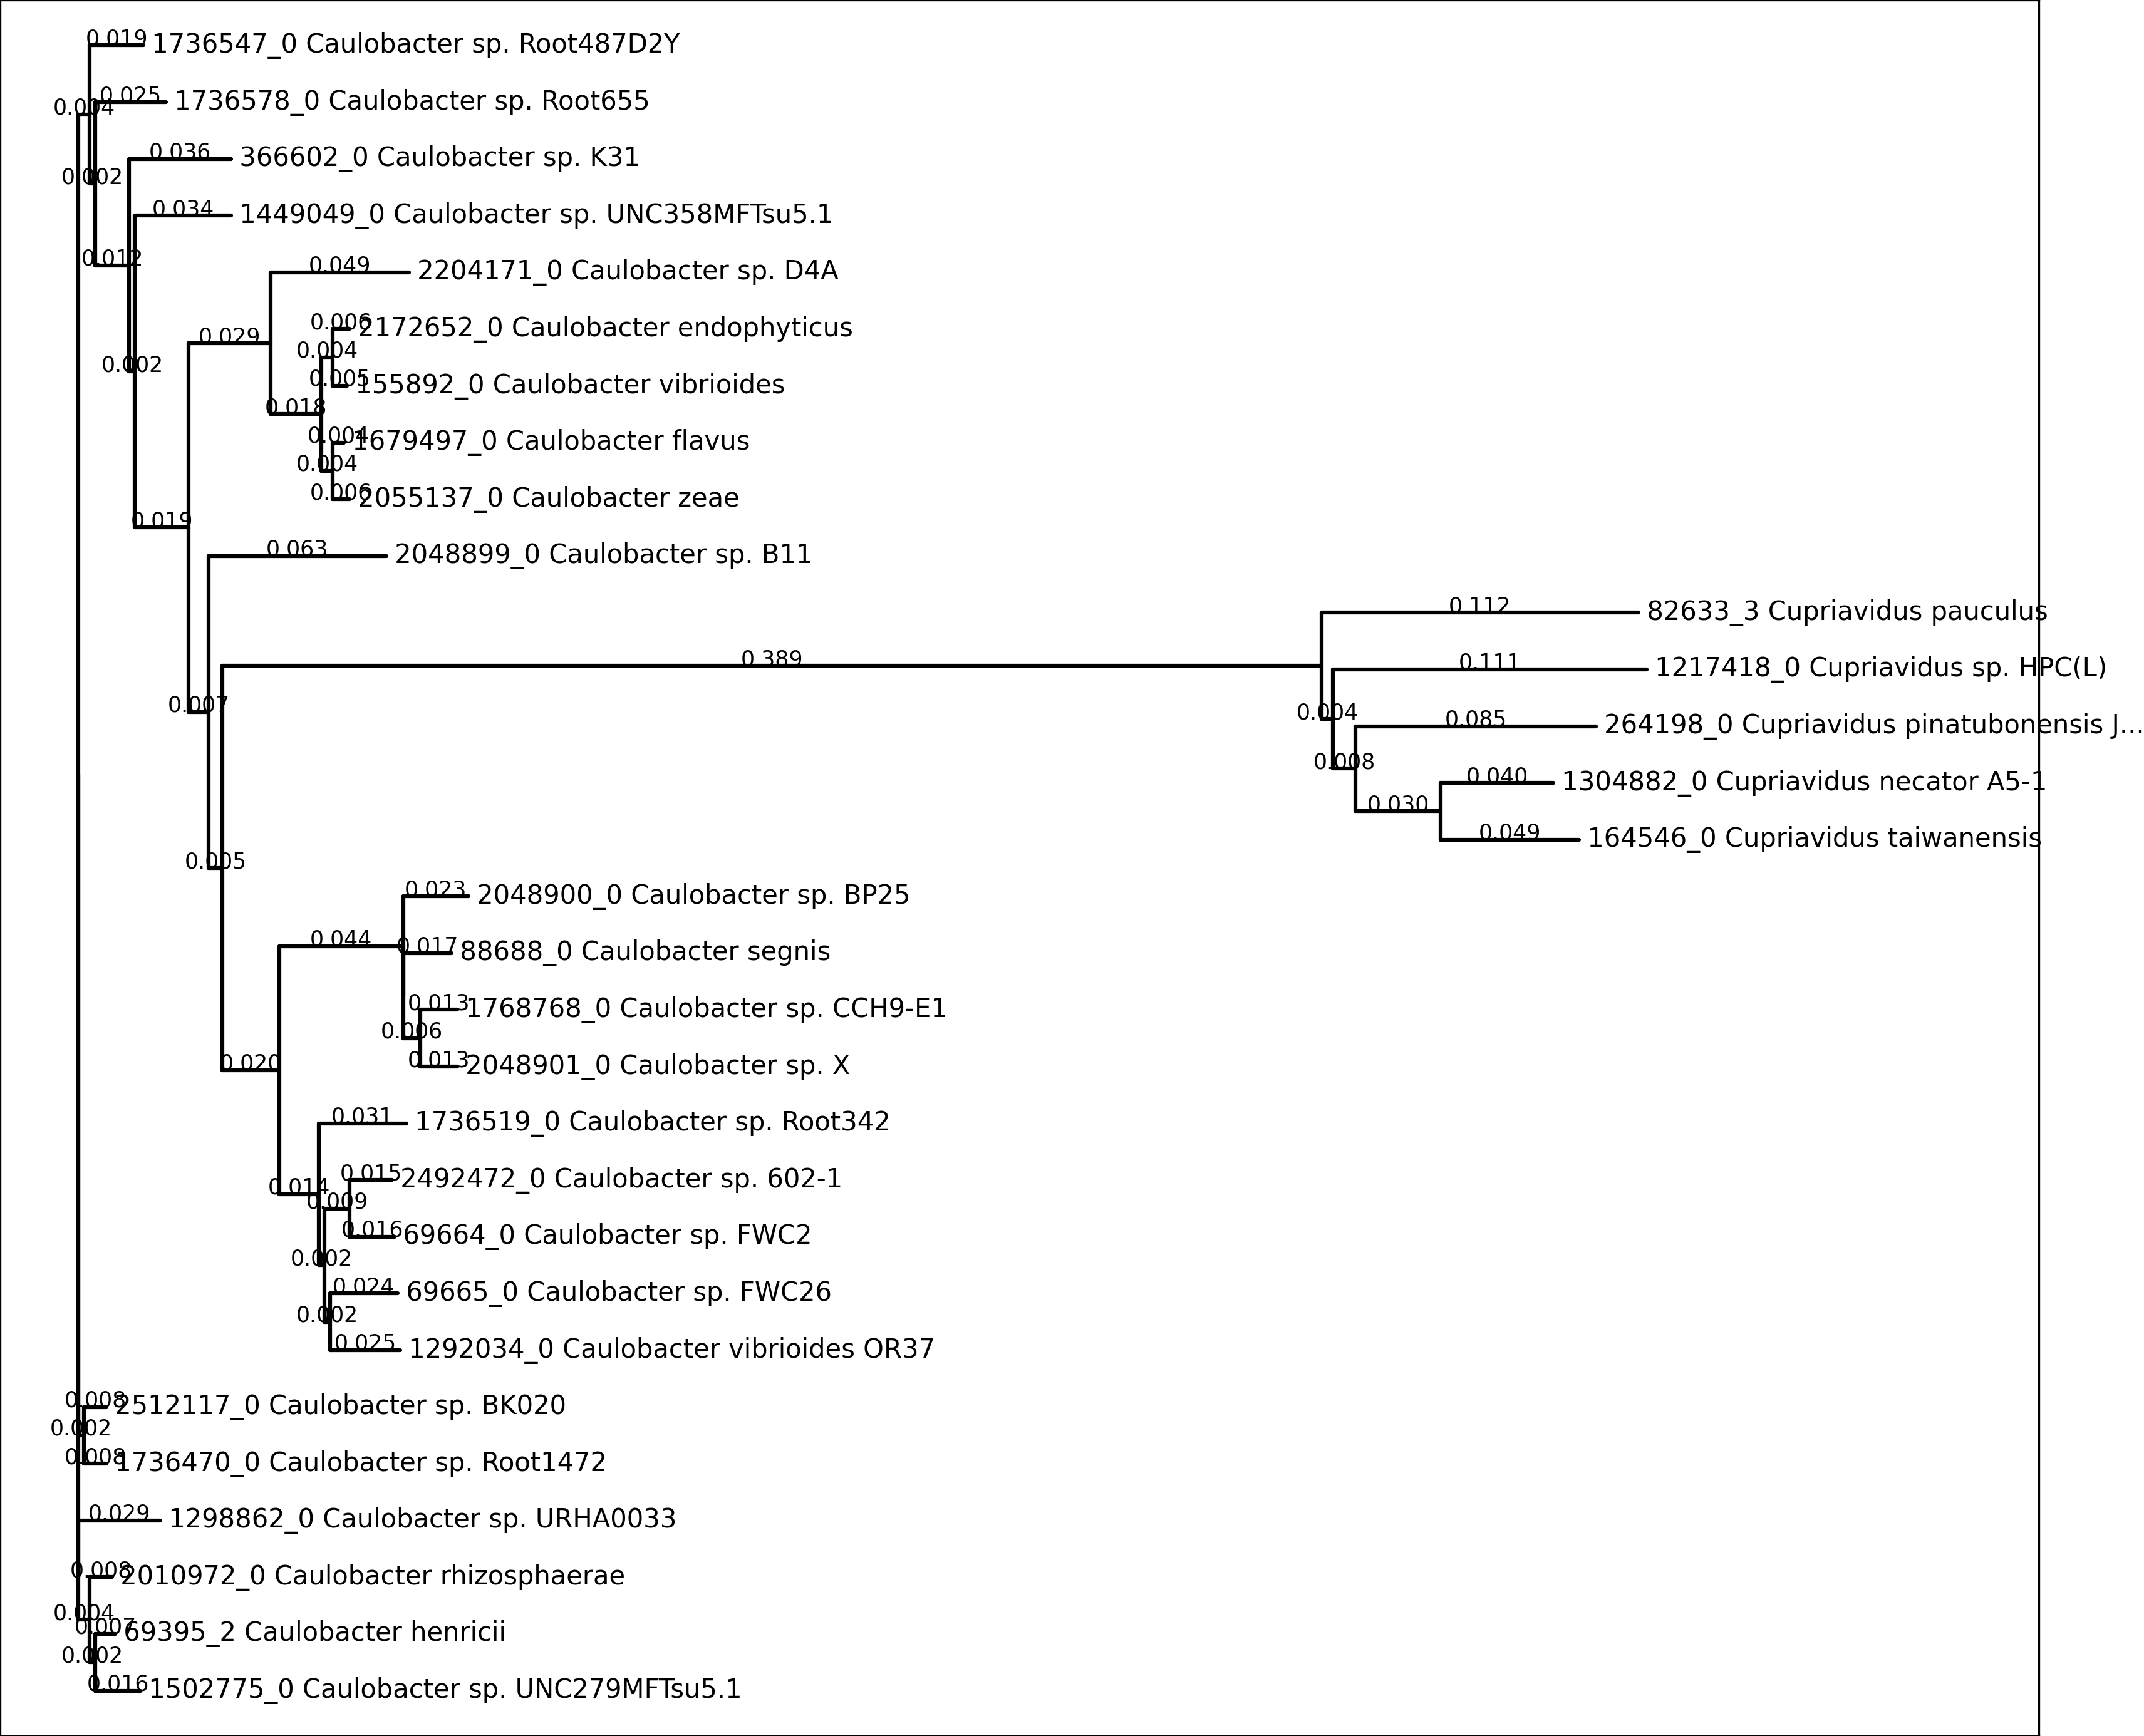 0.019
1736547_0 Caulobacter sp. Root487D2Y
0.025
1736578_0 Caulobacter sp. Root655
0.004
0.036
366602_0 Caulobacter sp. K31
0.002
0.034
1449049_0 Caulobacter sp. UNC358MFTsu5.1
0.012
0.049
2204171_0 Caulobacter sp. D4A
0.006
2172652_0 Caulobacter endophyticus
0.029
0.004
0.002
0.005
155892_0 Caulobacter vibrioides
0.018
0.004
1679497_0 Caulobacter flavus
0.004
0.006
2055137_0 Caulobacter zeae
0.019
0.063
2048899_0 Caulobacter sp. B11
0.112
82633_3 Cupriavidus pauculus
0.389
0.111
1217418_0 Cupriavidus sp. HPC(L)
0.007
0.004
0.085
264198_0 Cupriavidus pinatubonensis J...
0.008
0.040
1304882_0 Cupriavidus necator A5-1
0.030
0.049
164546_0 Cupriavidus taiwanensis
0.005
0.023
2048900_0 Caulobacter sp. BP25
0.044
0.017
88688_0 Caulobacter segnis
0.013
1768768_0 Caulobacter sp. CCH9-E1
0.006
0.020
0.013
2048901_0 Caulobacter sp. X
0.031
1736519_0 Caulobacter sp. Root342
0.015
2492472_0 Caulobacter sp. 602-1
0.014
0.009
0.016
69664_0 Caulobacter sp. FWC2
0.002
0.024
69665_0 Caulobacter sp. FWC26
0.002
0.025
1292034_0 Caulobacter vibrioides OR37
0.008
2512117_0 Caulobacter sp. BK020
0.002
0.008
1736470_0 Caulobacter sp. Root1472
0.029
1298862_0 Caulobacter sp. URHA0033
0.008
2010972_0 Caulobacter rhizosphaerae
0.004
0.007
69395_2 Caulobacter henricii
0.002
0.016
1502775_0 Caulobacter sp. UNC279MFTsu5.1